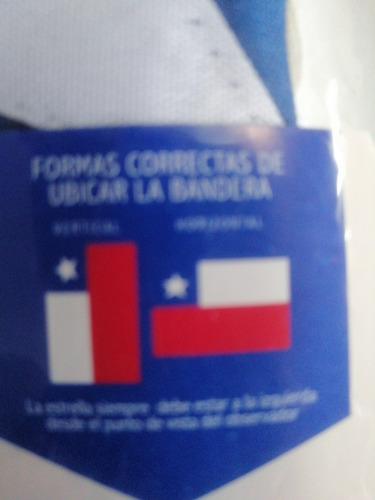 FORMAS CORRECTAS DE
UBICAR LA BANDERA
VERTICAL
HORIZONTAL
La estrella siempre debe estar a la izquierda
desde el punto de vista del observador